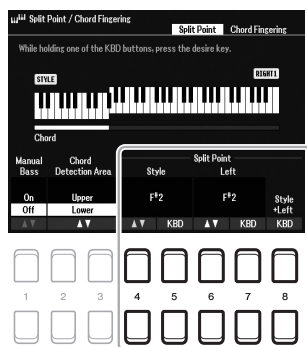 Split Point / Chord Fingering
Split Point Chord Fingering
While holding one of the KBD buttons, press the desire key.
STYLE RIGHT1
Chord
Manual Bass Chord Detection Area Split Point
Style Left
On Upper F#2 F#2 Style +Left
Off Lower
▲▼ ▲▼ ▲▼ KBD ▲▼ KBD KBD
1 2 3 4 5 6 7 8